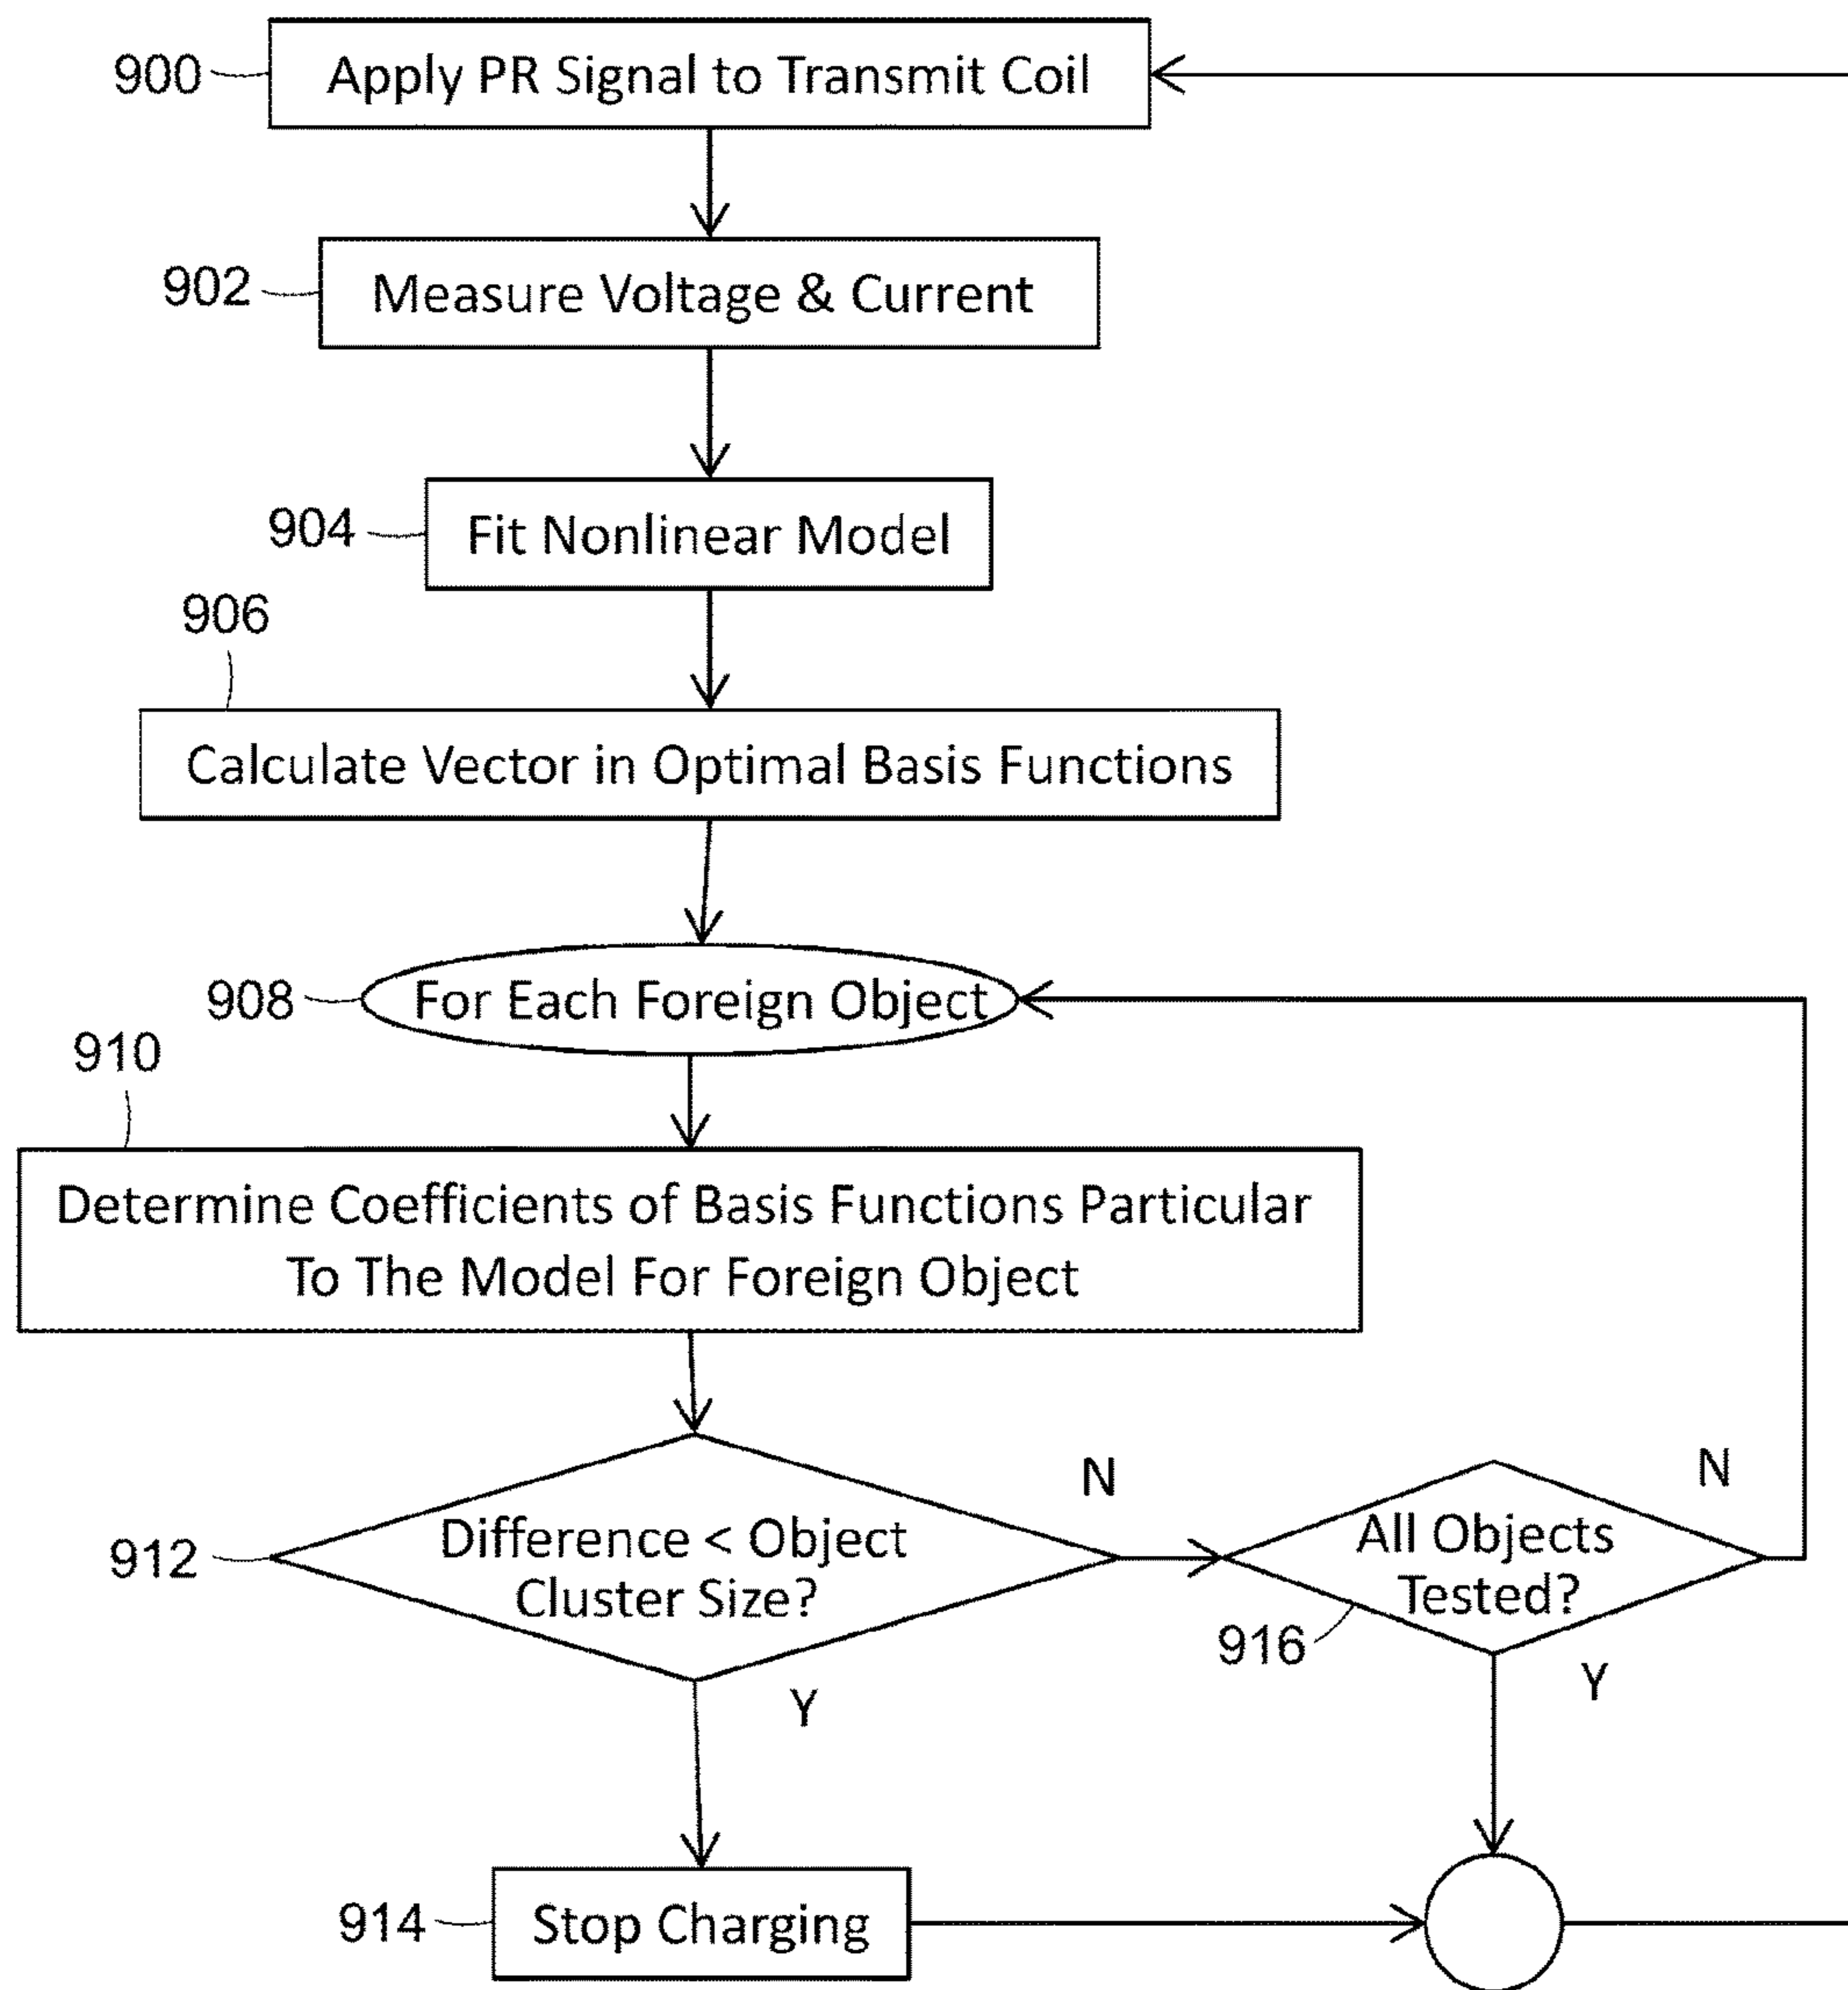 900
Apply PR Signal to Transmit Coil
902
Measure Voltage & Current
904
Fit Nonlinear Model
906
Calculate Vector in Optimal Basis Functions
908
For Each Foreign Object
910
Determine Coefficients of Basis Functions Particular
To The Model For Foreign Object
912
Difference < Object
Cluster Size?
N
Y
All Objects
Tested?
916
N
Y
914
Stop Charging